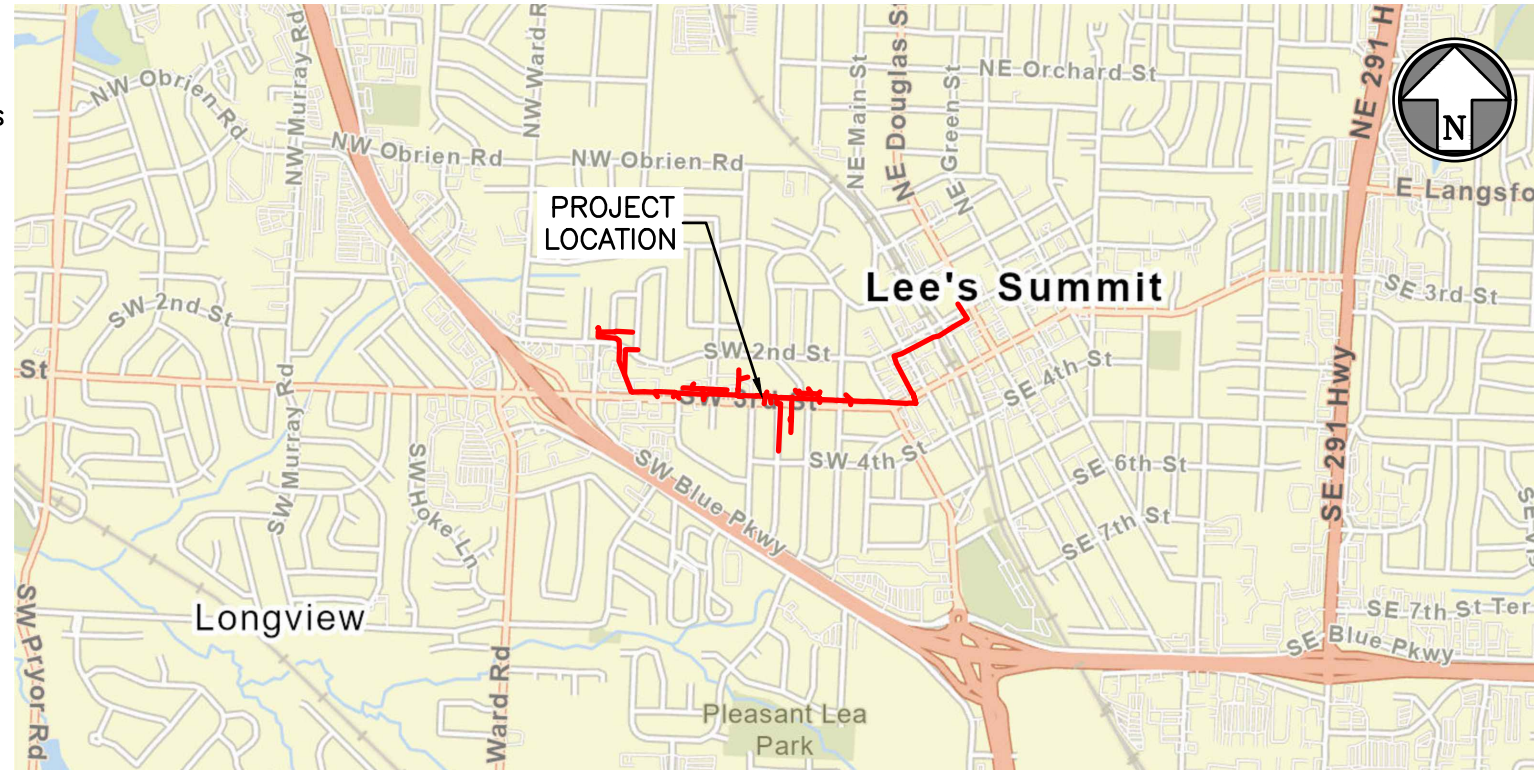 s
NW Obrien Rd
NW Murray Rd
NW Ward R
NE Main St
NE Douglas S
NE Green St
NE Orchard St
NE 291 H
N
NW Obrien Rd
NW Obrien Rd
E Langsfo
PROJECT
LOCATION
Lee's Summit
SE 3rd St
SW 2nd St
SW 2nd St
St
SW 3rd St
SE 4th St
SW Murray Rd
SW Hoke Ln
SW 4th St
SE 291 Hwy
SE 6th St
SW Blue Pkwy
SE 7th St
SW Pryor Rd
Longview
SE 7th St Ter
SE Blue Pkwy
Ward Rd
Pleasant Lea
Park